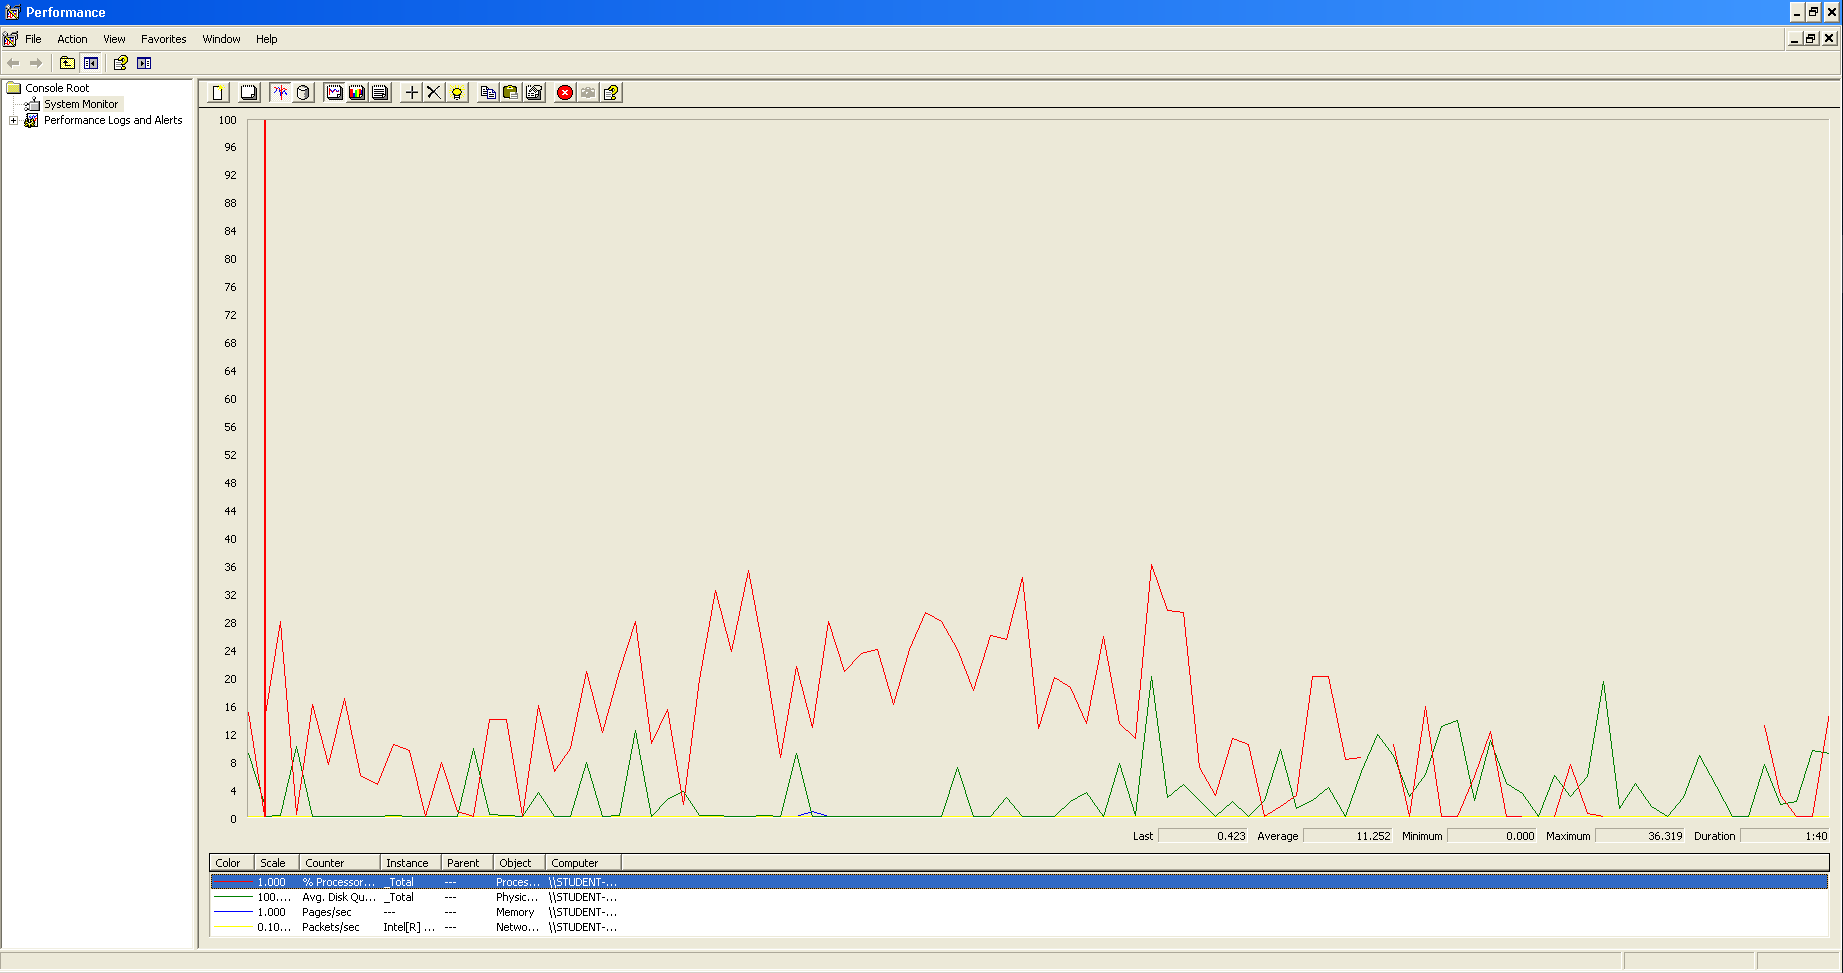 Performance
File Action View Favorites Window Help
Console Root
System Monitor
Performance Logs and Alerts
100
96
92
88
84
80
76
72
68
64
60
56
52
48
44
40
36
32
28
24
20
16
12
8
4
0
Last 0.423 Average 11.252 Minimum 0.000 Maximum 36.319 Duration 1:40
Color Scale Counter Instance Parent Object Computer
1.000 % Processor... _Total --- Proces... \\STUDENT-...
100.... Avg. Disk Qu... _Total --- Physic... \\STUDENT-...
1.000 Pages/sec --- --- Memory \\STUDENT-...
0.10... Packets/sec Intel[R] ... --- Netwo... \\STUDENT-...